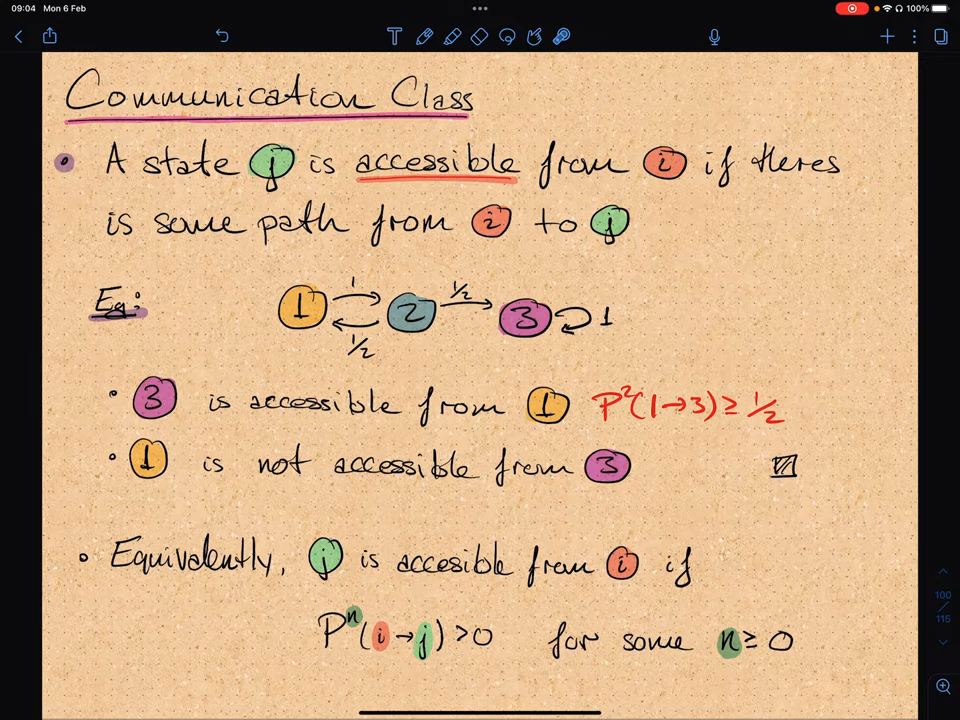 09:04 Mon 6 Feb
100%
Communication Class
• A state j is accessible from i if theres
is some path from i to j
Eg:
1 1 2 1/2 3 1
1/2
• 3 is accessible from 1 P²(1→3) ≥ 1/2
• 1 is not accessible from 3
• Equivalently, j is accesible from i if
Pⁿ(i→j) > 0 for some n ≥ 0
100
/
115